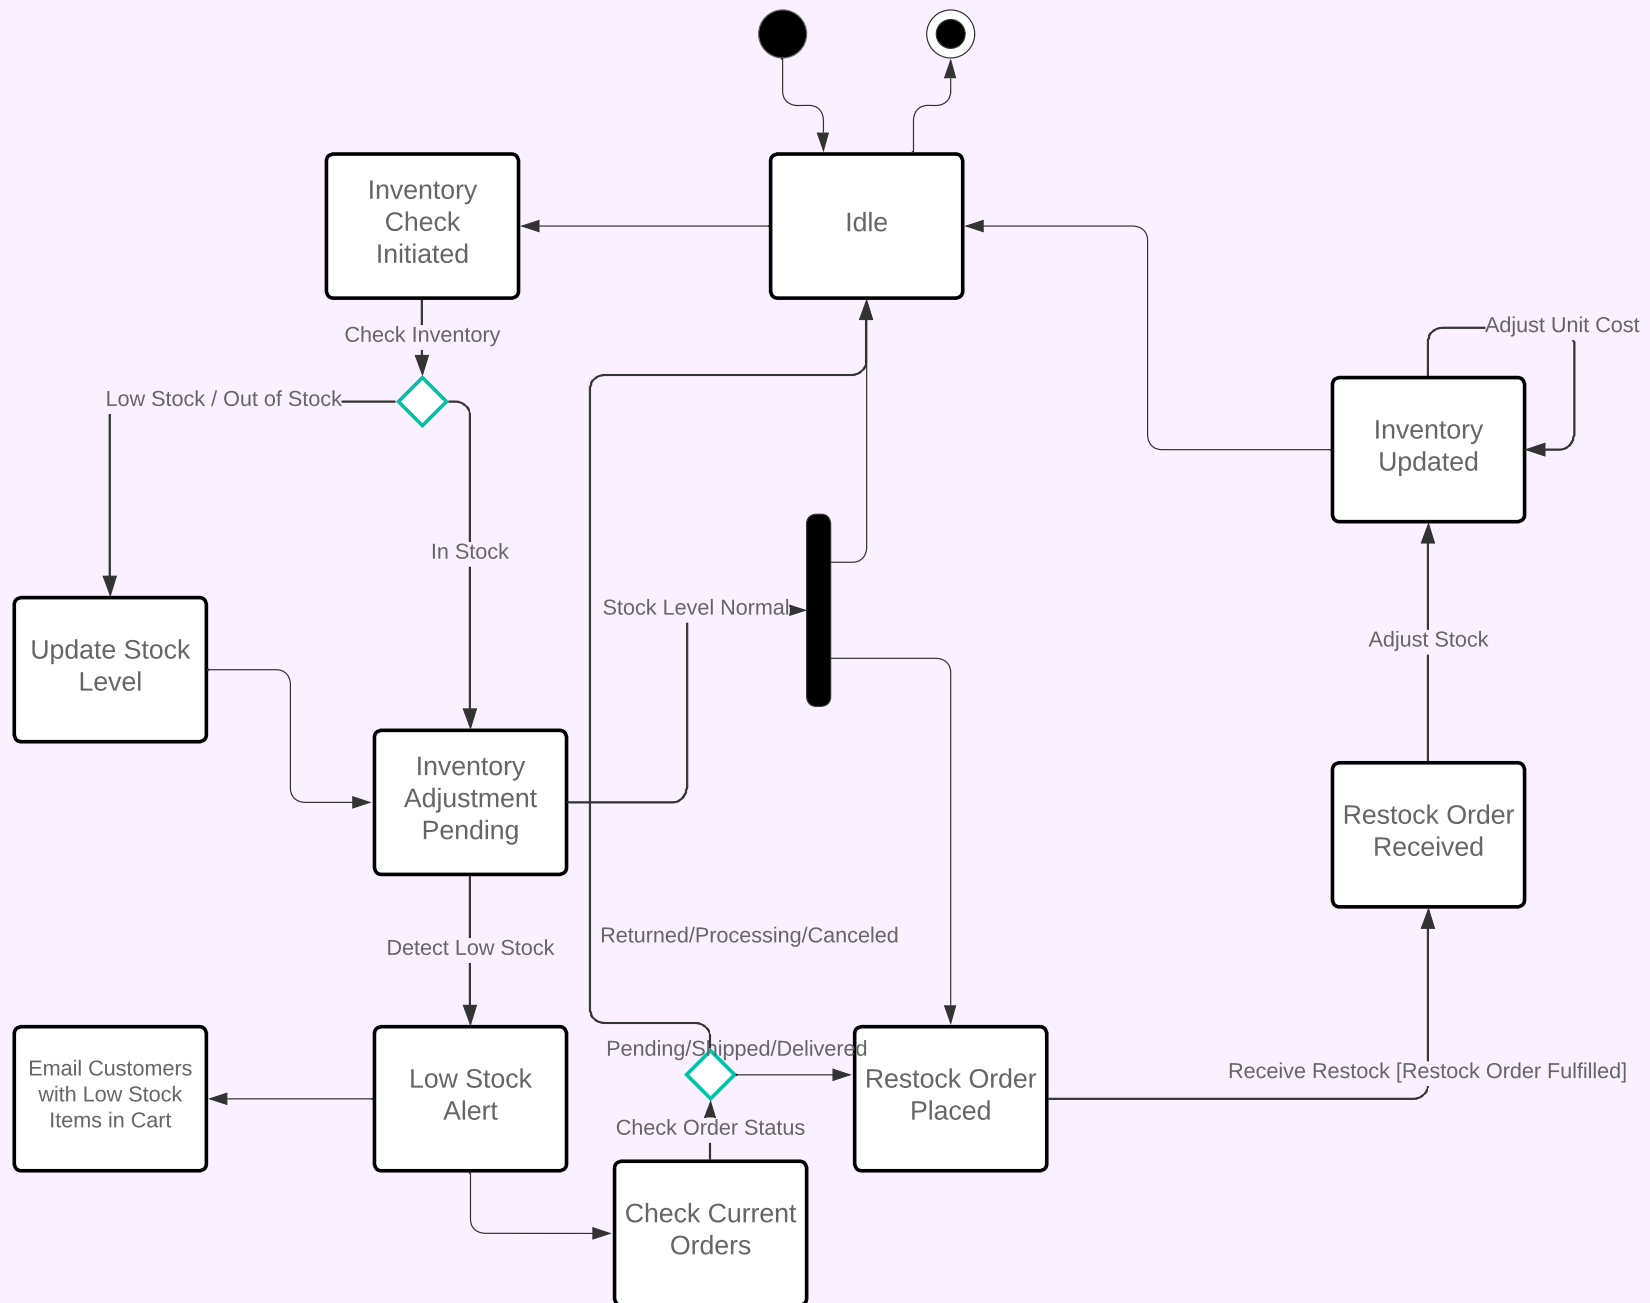 Inventory
Check
Initiated
Idle
Check Inventory
Adjust Unit Cost
Low Stock / Out of Stock
Inventory
Updated
In Stock
Stock Level Normal
Update Stock
Level
Adjust Stock
Inventory
Adjustment
Pending
Restock Order
Received
Returned/Processing/Canceled
Detect Low Stock
Pending/Shipped/Delivered
Email Customers
with Low Stock
Items in Cart
Low Stock
Alert
Restock Order
Placed
Receive Restock [Restock Order Fulfilled]
Check Order Status
Check Current
Orders